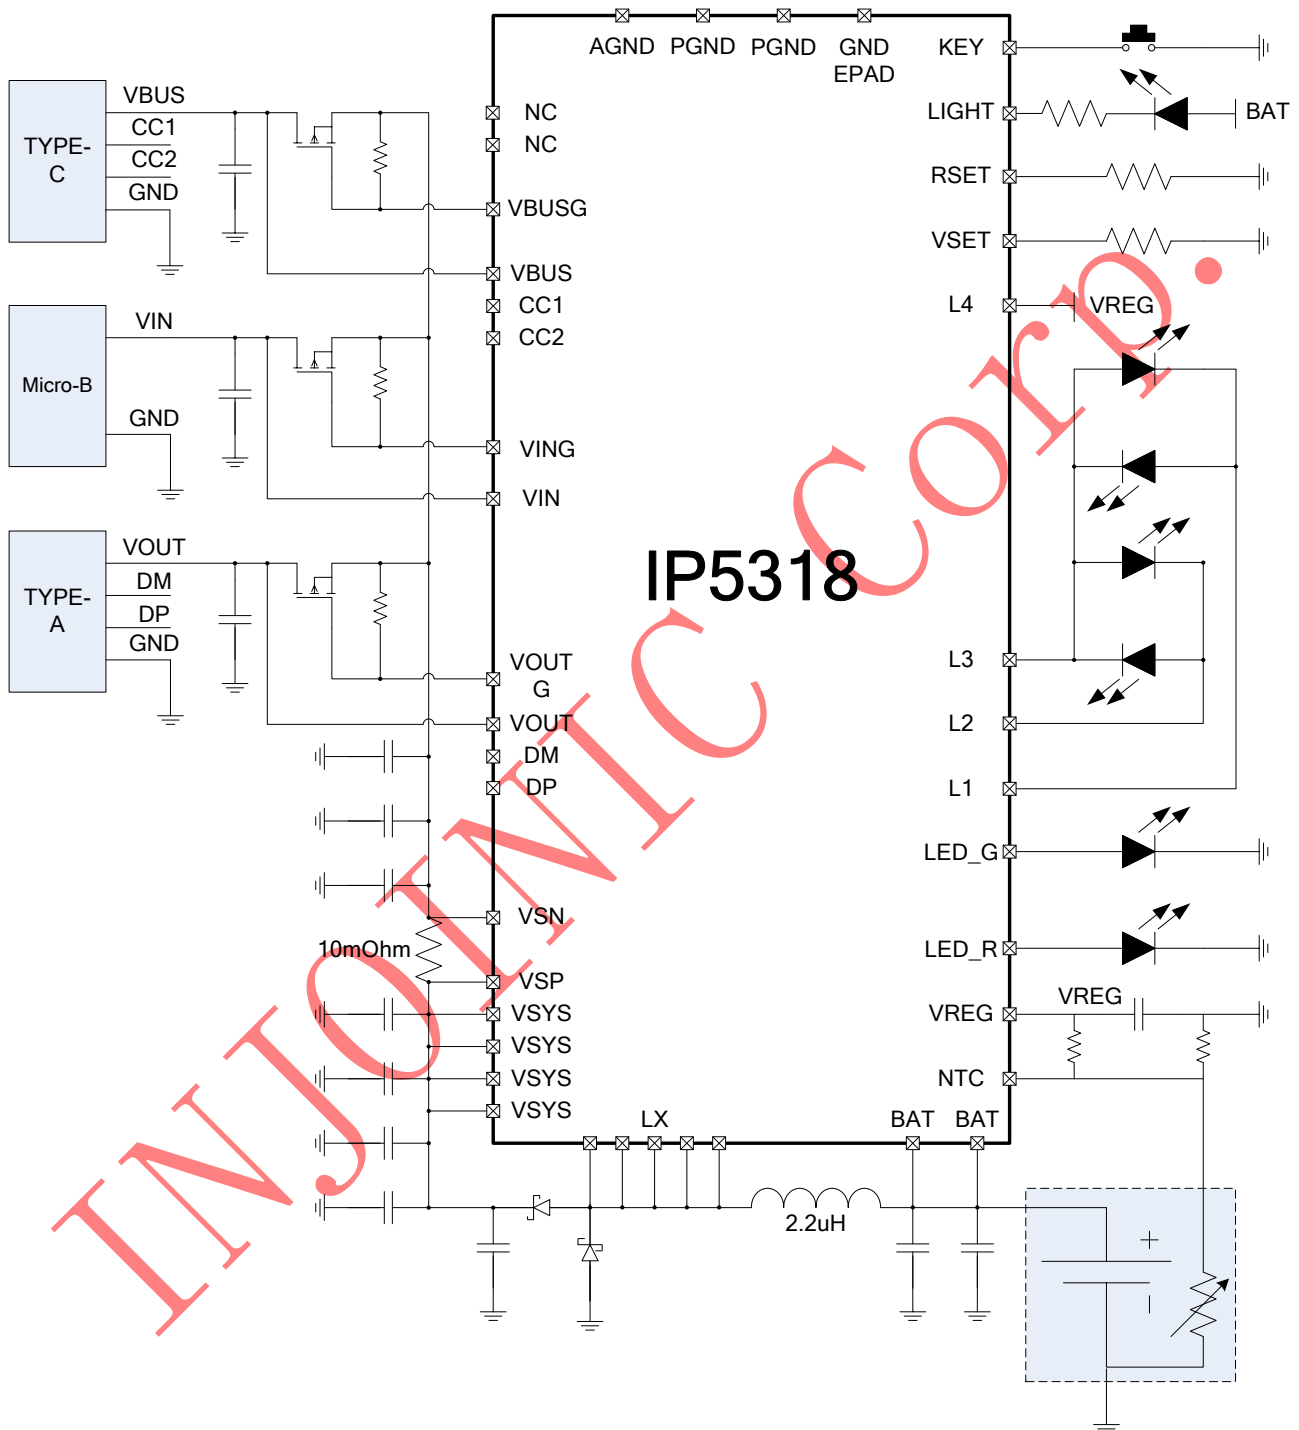 AGND PGND PGND GND EPAD
KEY
VBUS
CC1
CC2
GND
TYPE-
C
NC
NC
VBUSG
VBUS
CC1
CC2
LIGHT
BAT
RSET
VSET
L4
VREG
VIN
GND
Micro-B
VING
VIN
VOUT
DM
DP
GND
TYPE-
A
IP5318
VOUT
G
VOUT
DM
DP
L3
L2
L1
LED_G
LED_R
VSN
10mOhm
VSP
VSYS
VSYS
VSYS
VSYS
VREG
VREG
NTC
LX
BAT
BAT
2.2uH
+
INJOINIC Corp.